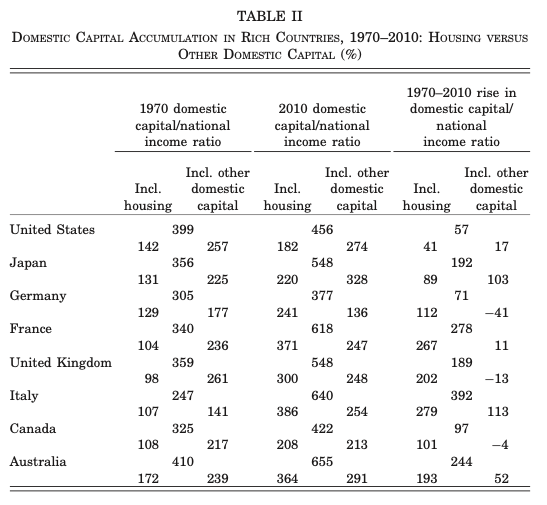 TABLE II
DOMESTIC CAPITAL ACCUMULATION IN RICH COUNTRIES, 1970–2010: HOUSING VERSUS
OTHER DOMESTIC CAPITAL (%)
1970 domestic capital/national income ratio 2010 domestic capital/national income ratio 1970–2010 rise in domestic capital/ national income ratio
Incl. housing Incl. other domestic capital Incl. housing Incl. other domestic capital Incl. housing Incl. other domestic capital
United States 399 456 57
142 257 182 274 41 17
Japan 356 548 192
131 225 220 328 89 103
Germany 305 377 71
129 177 241 136 112 −41
France 340 618 278
104 236 371 247 267 11
United Kingdom 359 548 189
98 261 300 248 202 −13
Italy 247 640 392
107 141 386 254 279 113
Canada 325 422 97
108 217 208 213 101 −4
Australia 410 655 244
172 239 364 291 193 52